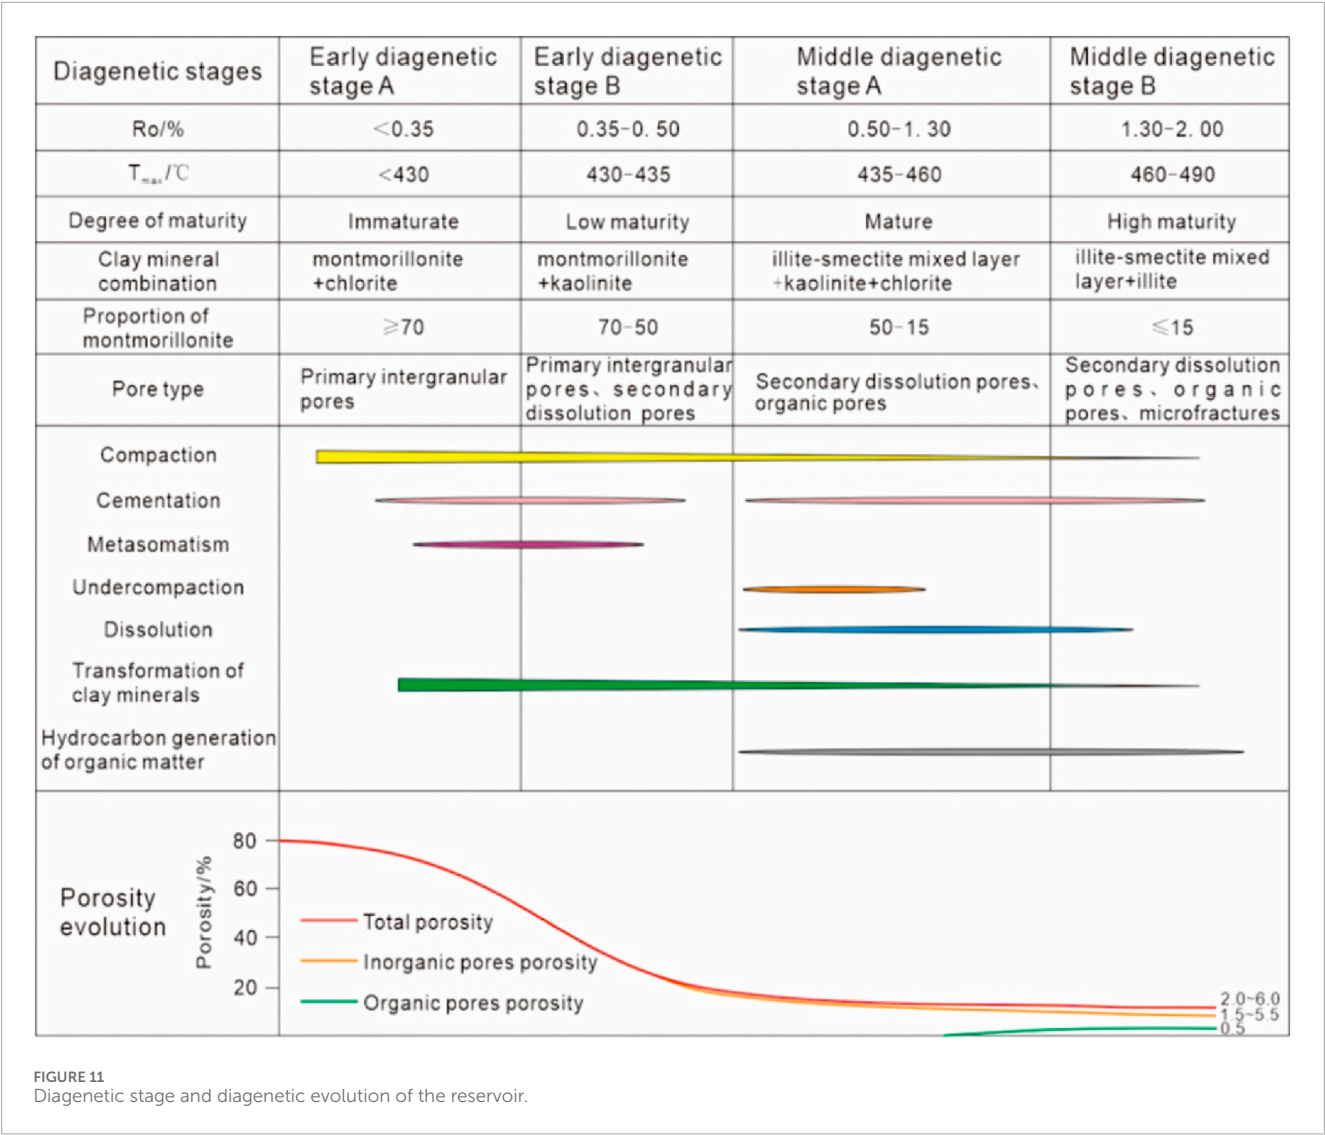 Diagenetic stages
Early diagenetic
stage A
Early diagenetic
stage B
Middle diagenetic
stage A
Middle diagenetic
stage B
Ro/%
<0.35
0.35-0.50
0.50-1.30
1.30-2.00
Tmax/℃
<430
430-435
435-460
460-490
Degree of maturity
Immaturate
Low maturity
Mature
High maturity
Clay mineral
combination
montmorillonite
+chlorite
montmorillonite
+kaolinite
illite-smectite mixed layer
+kaolinite+chlorite
illite-smectite mixed
layer+illite
Proportion of
montmorillonite
⩾70
70-50
50-15
⩽15
Pore type
Primary intergranular
pores
Primary intergranular
pores、secondary
dissolution pores
Secondary dissolution pores、
organic pores
Secondary dissolution
pores、organic
pores、microfractures
Compaction
Cementation
Metasomatism
Undercompaction
Dissolution
Transformation of
clay minerals
Hydrocarbon generation
of organic matter
Porosity
evolution
Porosity/%
80
60
40
20
Total porosity
Inorganic pores porosity
Organic pores porosity
2.0~6.0
1.5~5.5
0.5
FIGURE 11
Diagenetic stage and diagenetic evolution of the reservoir.